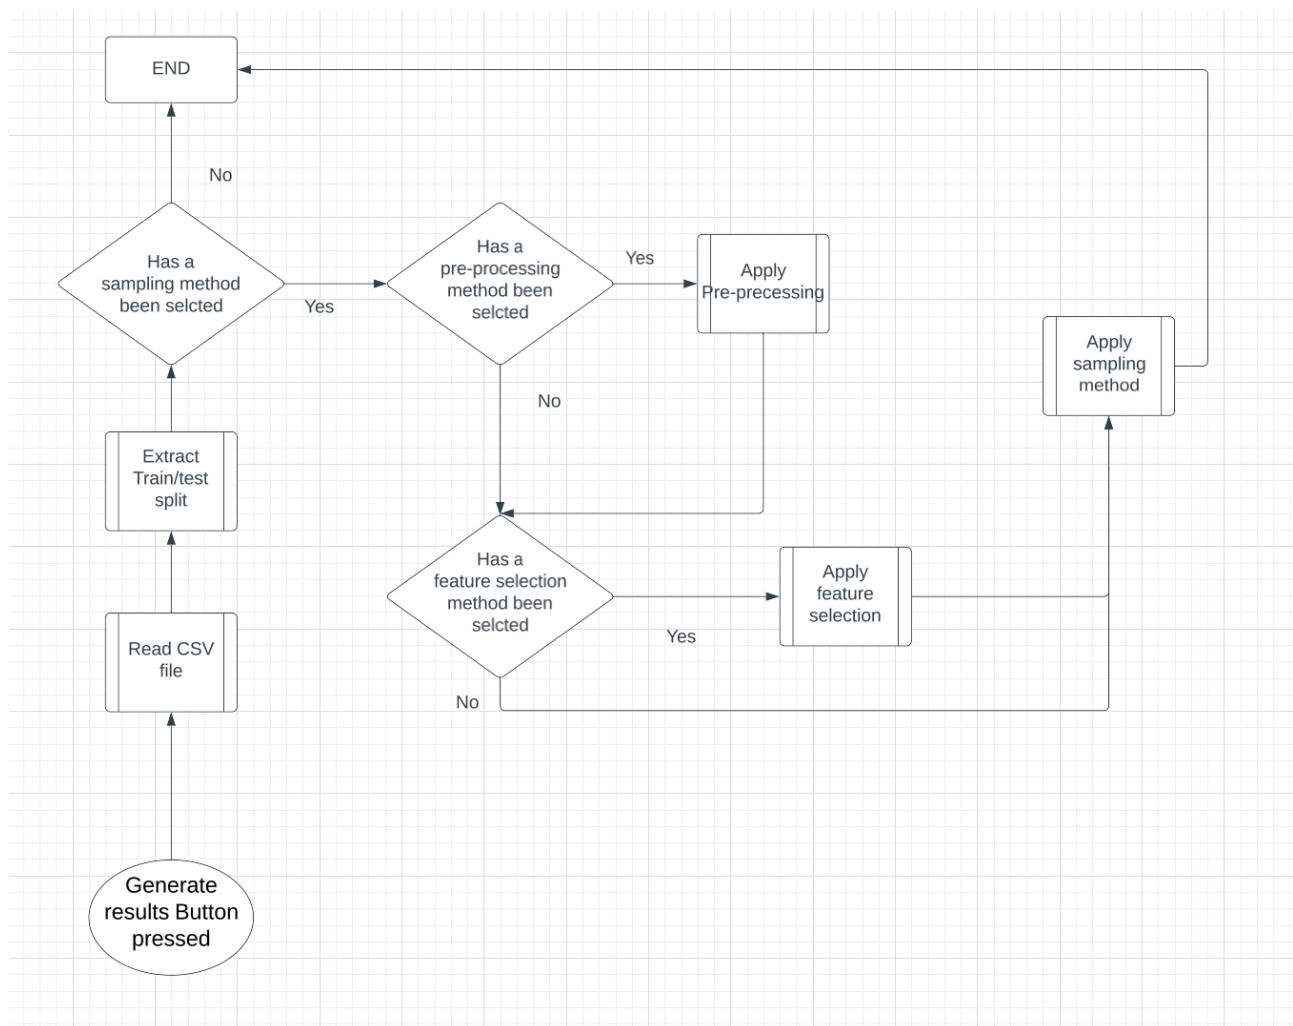 END
No
Has a
sampling method
been selcted
Yes
Has a
pre-processing
method been
selcted
Yes
Apply
Pre-precessing
No
Apply
sampling
method
Extract
Train/test
split
Has a
feature selection
method been
selcted
Yes
Apply
feature
selection
No
Read CSV
file
Generate
results Button
pressed